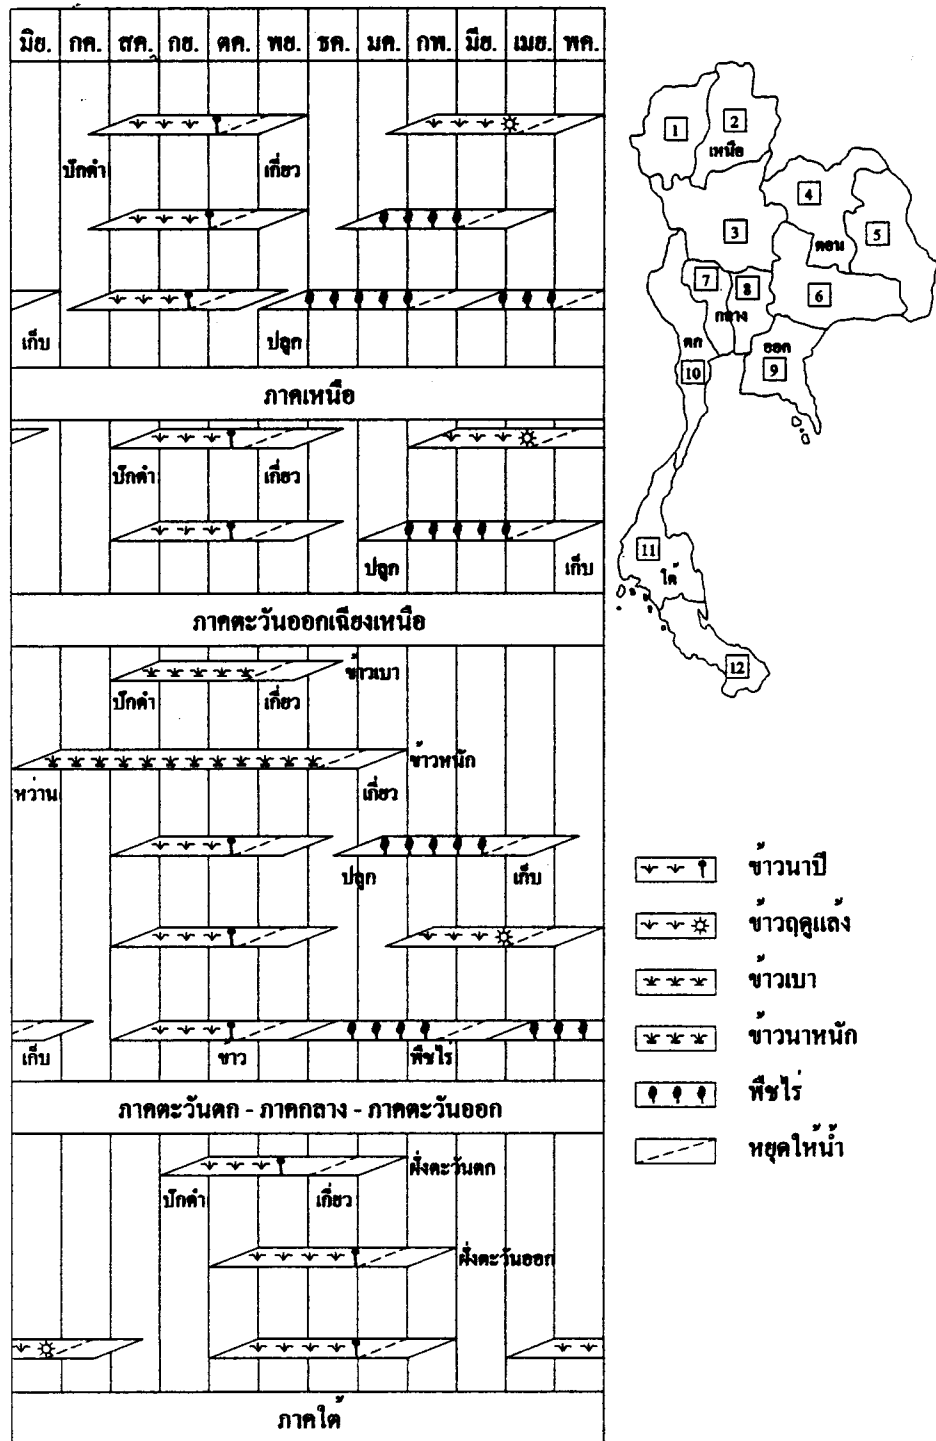 มิย. กค. สค. กย. ตค. พย. ธค. มค. กพ. มีย. เมย. พค.
ปักดำ เกี่ยว
เก็บ ปลูก
ภาคเหนือ
ปักดำ เกี่ยว
ปลูก เก็บ
ภาคตะวันออกเฉียงเหนือ
ข้าวเบา
ปักดำ เกี่ยว
ข้าวหนัก
หว่าน เกี่ยว
ปลูก เก็บ
เก็บ ข้าว พืชไร่
ภาคตะวันตก - ภาคกลาง - ภาคตะวันออก
ฝั่งตะวันตก
ปักดำ เกี่ยว
ฝั่งตะวันออก
ภาคใต้
1 2
เหนือ
4
3 5
ตอน
7 8 6
กลาง
ตก ออก
10 9
11
ใต้
12
ข้าวนาปี
ข้าวฤดูแล้ง
ข้าวเบา
ข้าวนาหนัก
พืชไร่
หยุดให้น้ำ